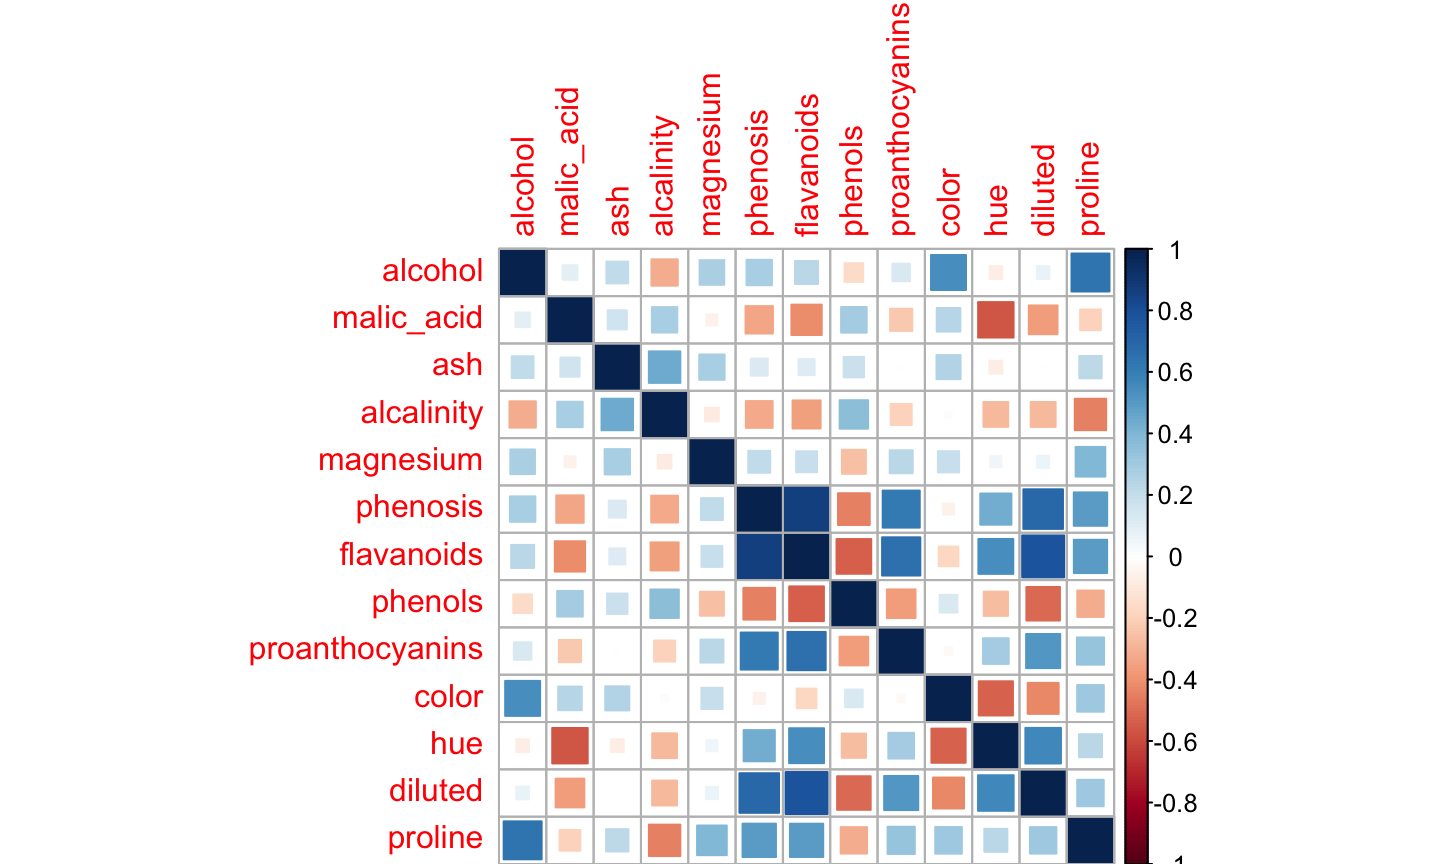 alcohol
malic_acid
ash
alcalinity
magnesium
phenosis
flavanoids
phenols
proanthocyanins
color
hue
diluted
proline
alcohol
malic_acid
ash
alcalinity
magnesium
phenosis
flavanoids
phenols
proanthocyanins
color
hue
diluted
proline
1
0.8
0.6
0.4
0.2
0
-0.2
-0.4
-0.6
-0.8